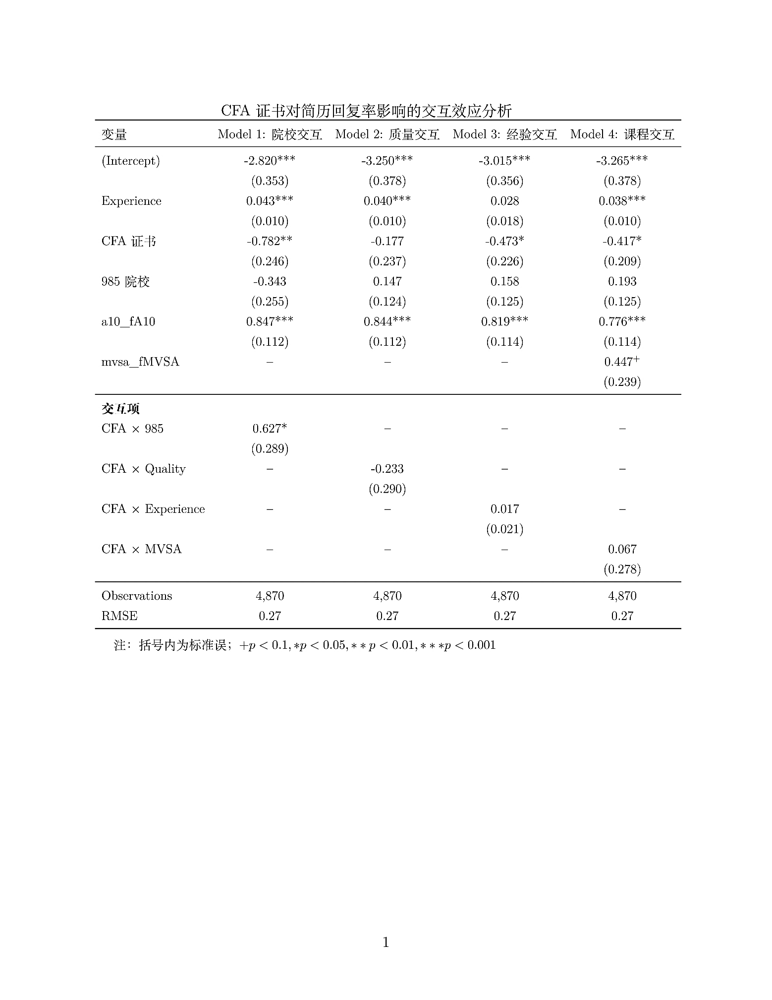 CFA 证书对简历回复率影响的交互效应分析
变量 Model 1: 院校交互 Model 2: 质量交互 Model 3: 经验交互 Model 4: 课程交互
(Intercept) -2.820*** -3.250*** -3.015*** -3.265***
(0.353) (0.378) (0.356) (0.378)
Experience 0.043*** 0.040*** 0.028 0.038***
(0.010) (0.010) (0.018) (0.010)
CFA 证书 -0.782** -0.177 -0.473* -0.417*
(0.246) (0.237) (0.226) (0.209)
985 院校 -0.343 0.147 0.158 0.193
(0.255) (0.124) (0.125) (0.125)
a10_fA10 0.847*** 0.844*** 0.819*** 0.776***
(0.112) (0.112) (0.114) (0.114)
mvsa_fMVSA – – – 0.447+
(0.239)
交互项
CFA × 985 0.627* – – –
(0.289)
CFA × Quality – -0.233 – –
(0.290)
CFA × Experience – – 0.017 –
(0.021)
CFA × MVSA – – – 0.067
(0.278)
Observations 4,870 4,870 4,870 4,870
RMSE 0.27 0.27 0.27 0.27
注：括号内为标准误；+p < 0.1, *p < 0.05, * * p < 0.01, * * *p < 0.001
1